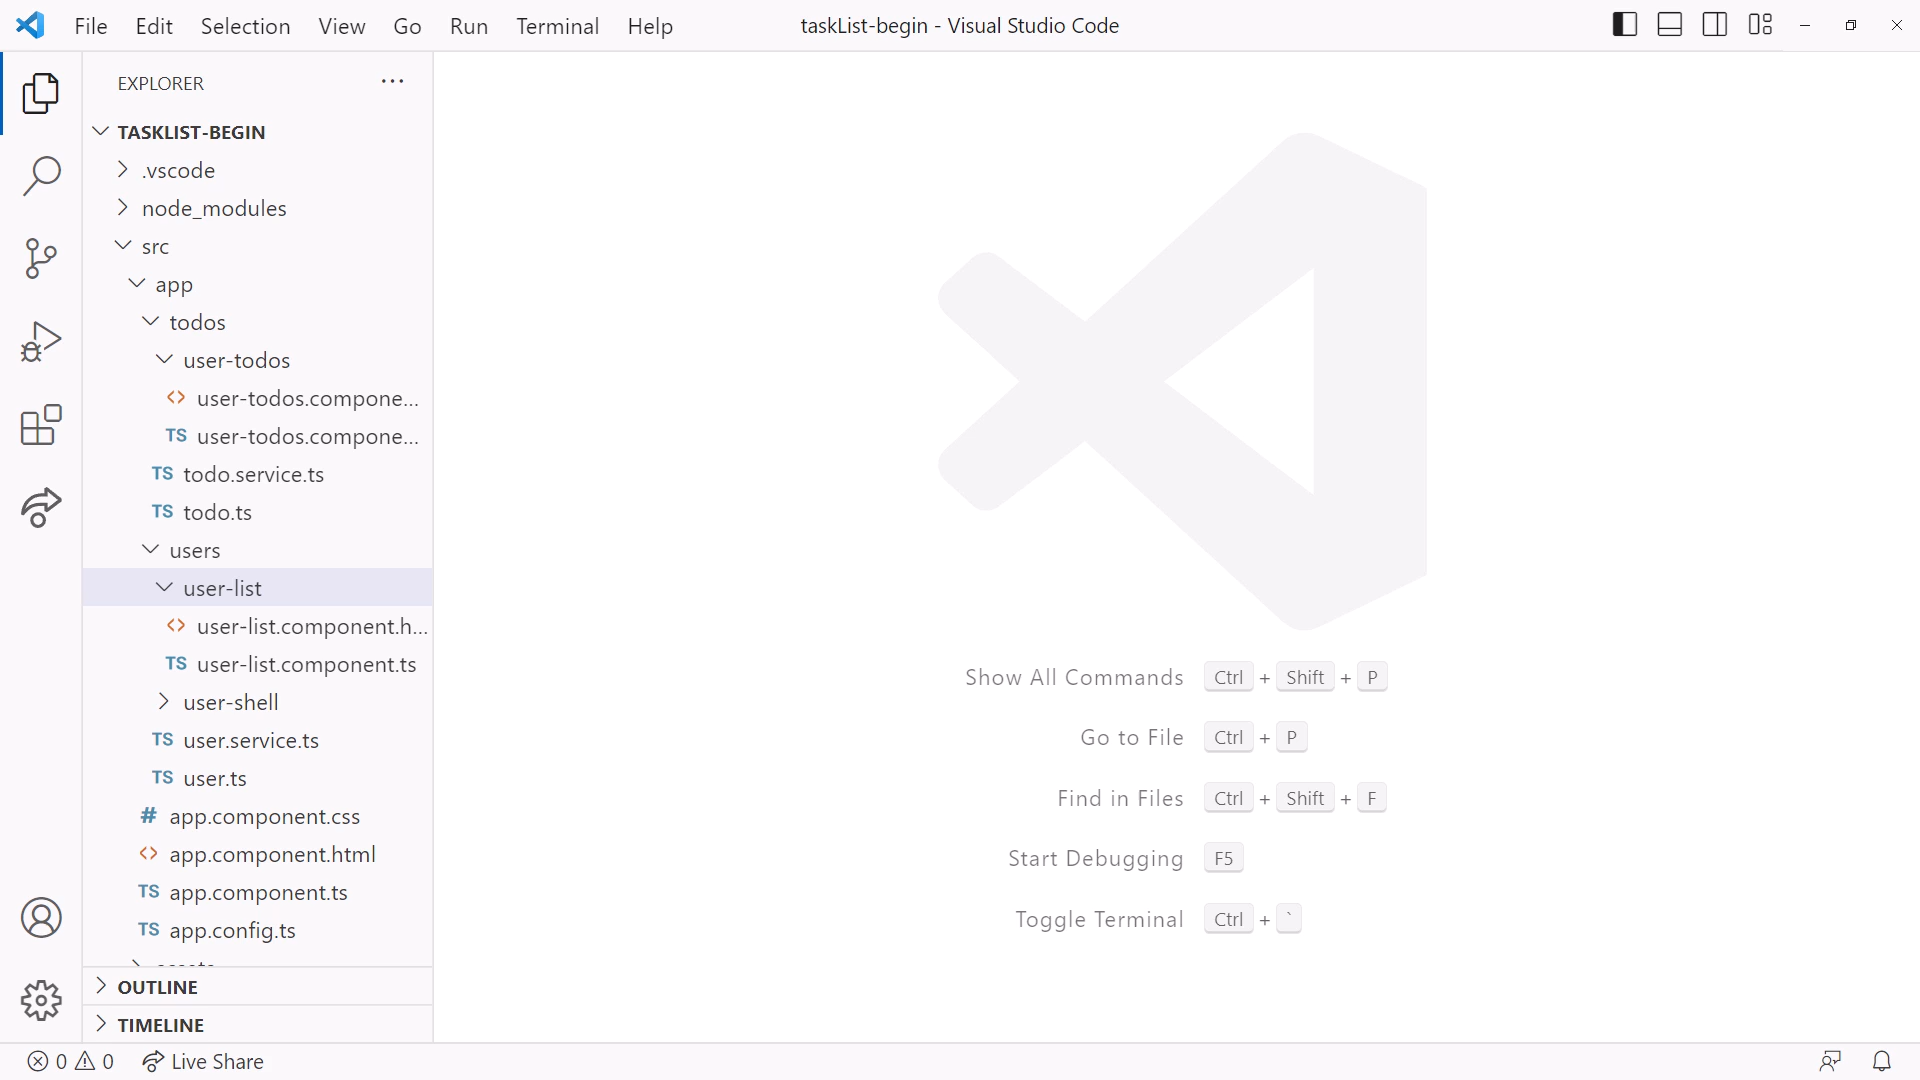 File Edit Selection View Go Run Terminal Help taskList-begin - Visual Studio Code
EXPLORER ...
TASKLIST-BEGIN
.vscode
node_modules
src
app
todos
user-todos
<> user-todos.compone...
TS user-todos.compone...
TS todo.service.ts
TS todo.ts
users
user-list
<> user-list.component.h...
TS user-list.component.ts
user-shell
TS user.service.ts
TS user.ts
# app.component.css
<> app.component.html
TS app.component.ts
TS app.config.ts
OUTLINE
TIMELINE
Show All Commands Ctrl + Shift + P
Go to File Ctrl + P
Find in Files Ctrl + Shift + F
Start Debugging F5
Toggle Terminal Ctrl + `
0 0 Live Share